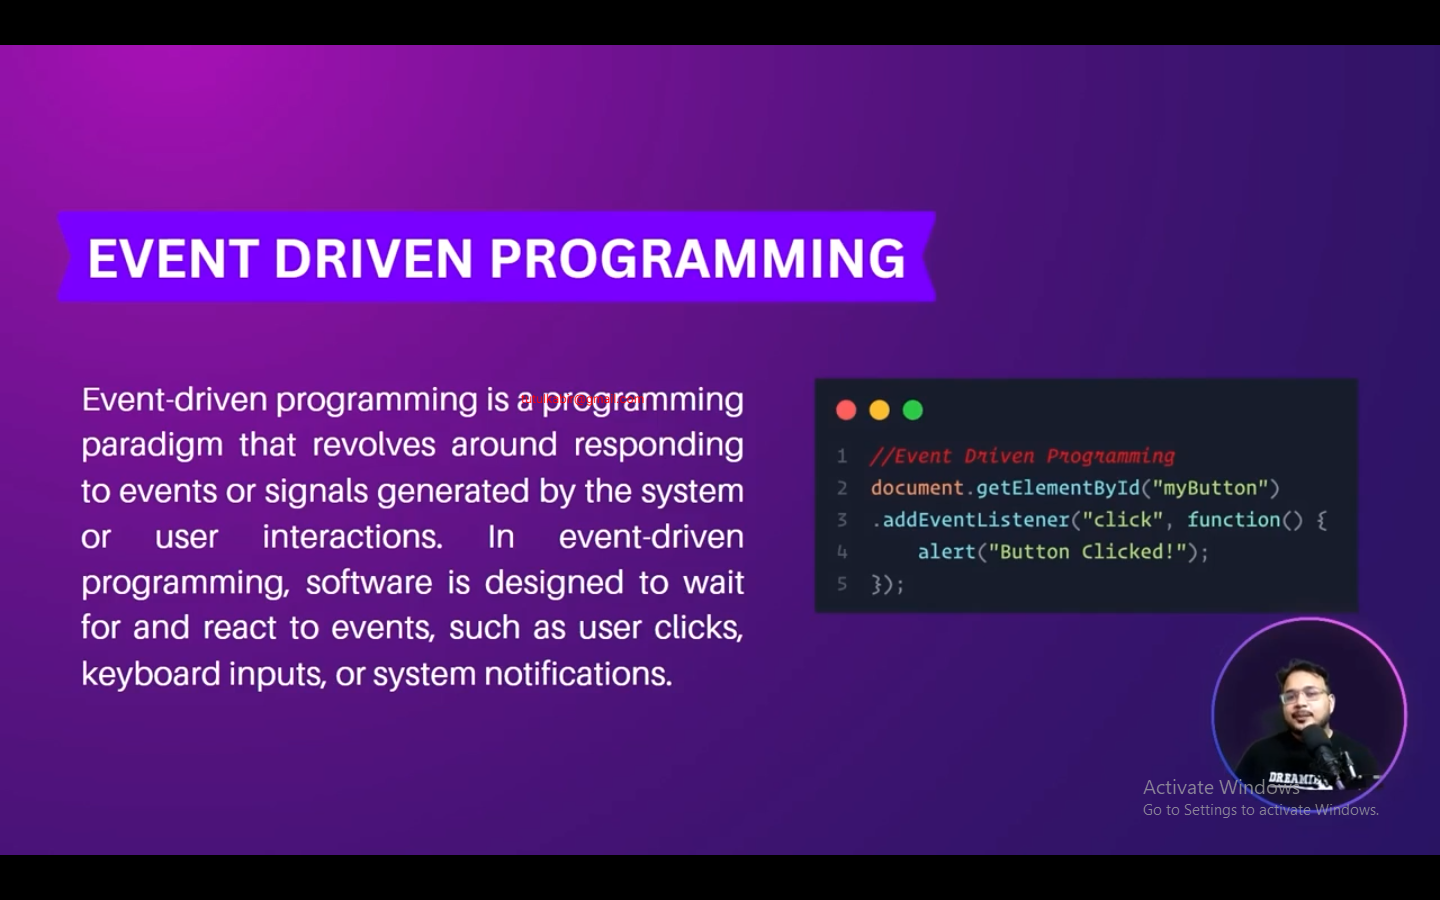 EVENT DRIVEN PROGRAMMING
Event-driven programming is a programming
paradigm that revolves around responding
to events or signals generated by the system
or user interactions. In event-driven
programming, software is designed to wait
for and react to events, such as user clicks,
keyboard inputs, or system notifications.
1 //Event Driven Programming
2 document.getElementById("myButton")
3 .addEventListener("click", function() {
4 alert("Button Clicked!");
5 });
Activate Windows
Go to Settings to activate Windows.